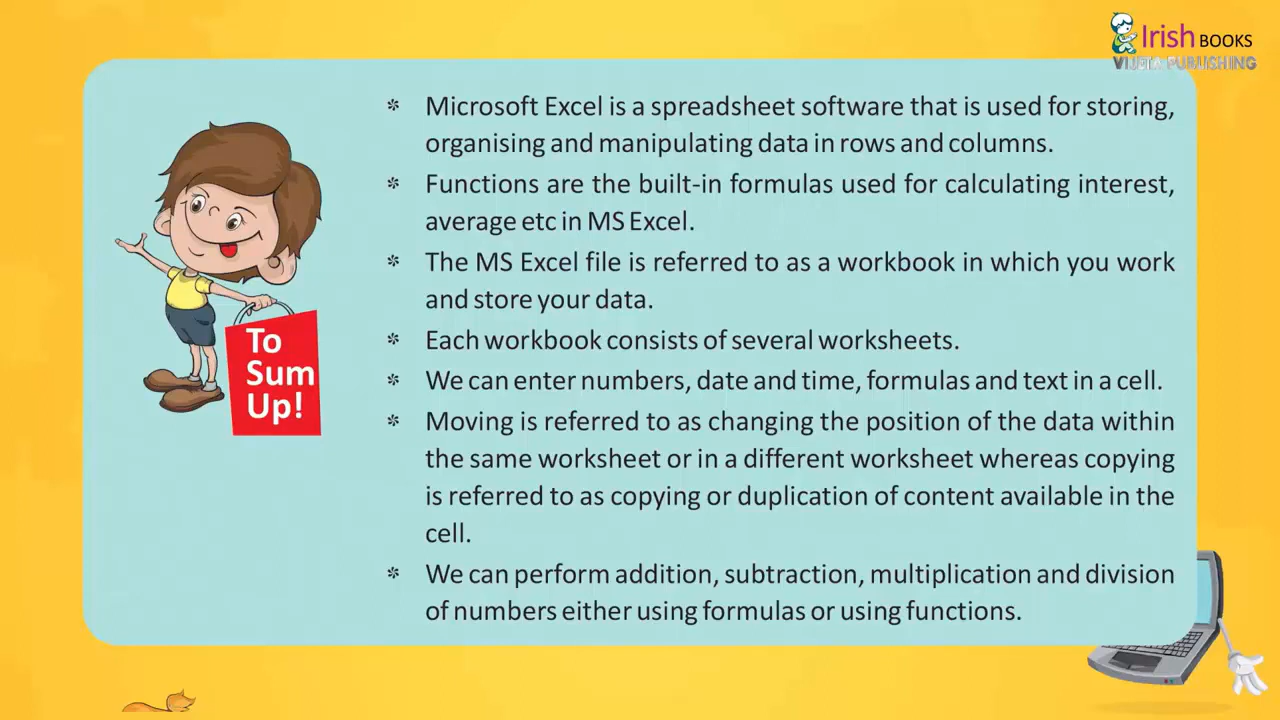 Irish BOOKS
VIJETA PUBLISHING
* Microsoft Excel is a spreadsheet software that is used for storing,
organising and manipulating data in rows and columns.
* Functions are the built-in formulas used for calculating interest,
average etc in MS Excel.
* The MS Excel file is referred to as a workbook in which you work
and store your data.
* Each workbook consists of several worksheets.
* We can enter numbers, date and time, formulas and text in a cell.
* Moving is referred to as changing the position of the data within
the same worksheet or in a different worksheet whereas copying
is referred to as copying or duplication of content available in the
cell.
* We can perform addition, subtraction, multiplication and division
of numbers either using formulas or using functions.
To
Sum
Up!